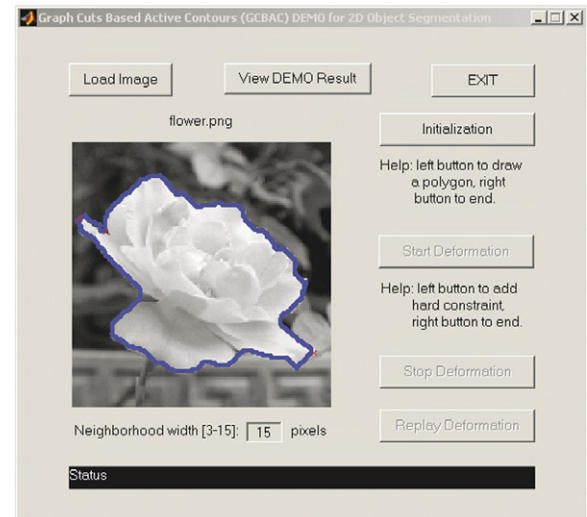 Graph Cuts Based Active Contours (GCBAC) DEMO for 2D Object Segmentation
Load Image
View DEMO Result
EXIT
flower.png
Initialization
Help: left button to draw
a polygon, right
button to end.
Start Deformation
Help: left button to add
hard constraint,
right button to end.
Stop Deformation
Replay Deformation
Neighborhood width [3-15]: 15 pixels
Status